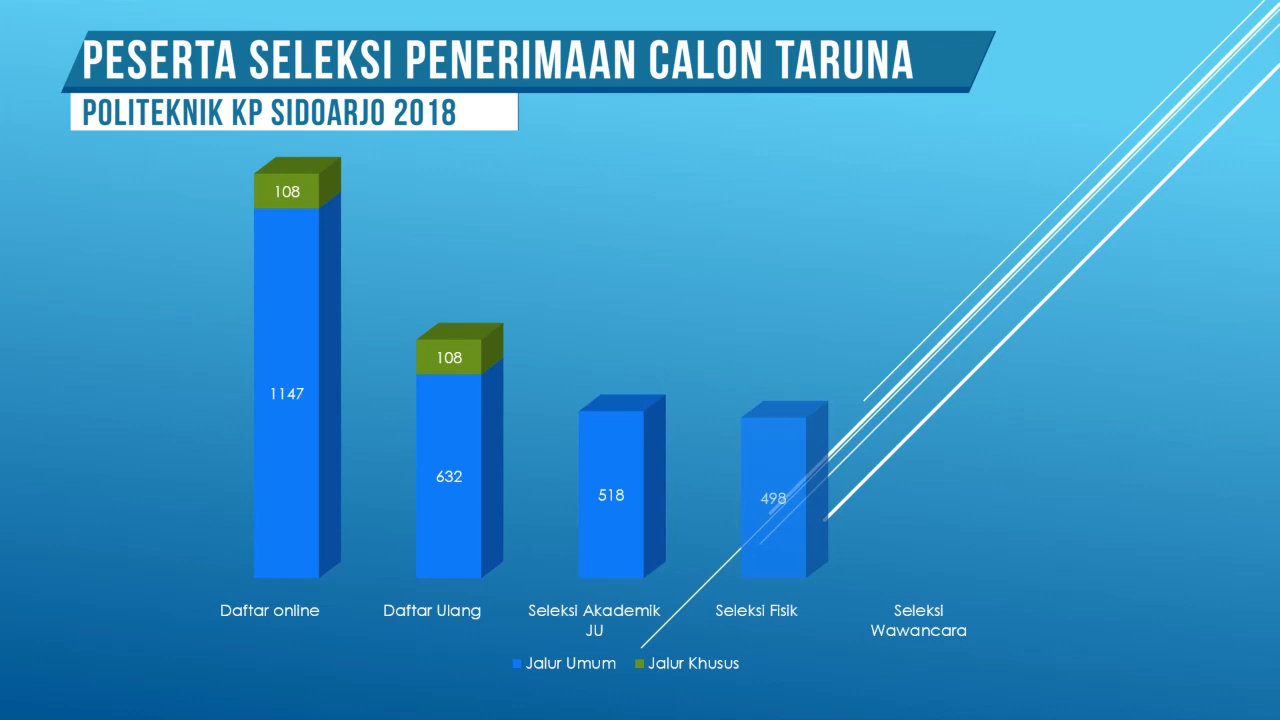 PESERTA SELEKSI PENERIMAAN CALON TARUNA
POLITEKNIK KP SIDOARJO 2018
108
1147
108
632
518
498
Daftar online
Daftar Ulang
Seleksi Akademik
JU
Seleksi Fisik
Seleksi
Wawancara
Jalur Umum
Jalur Khusus